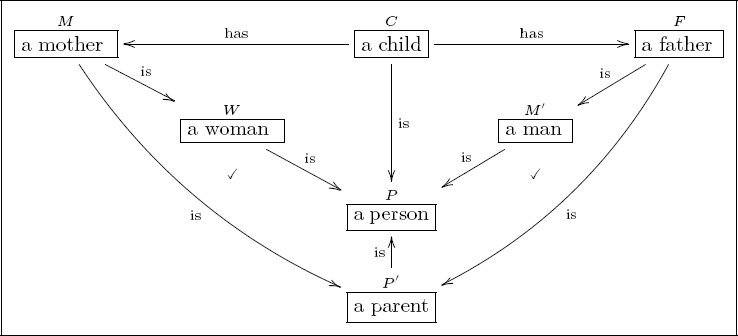 M C F
a mother has a child has a father
is is
W M′
a woman is a man
is is
✓ ✓
P
a person
is is is
P′
a parent